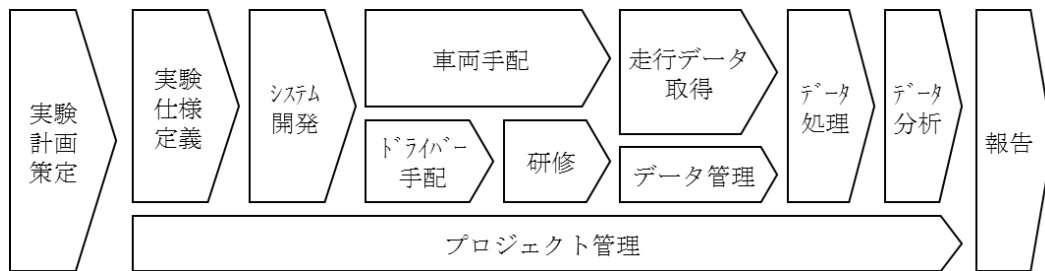 実験
計画
策定
実験
仕様
定義
ｼｽﾃﾑ
開発
車両手配
ﾄﾞﾗｲﾊﾞｰ
手配
研修
走行データ
取得
データ管理
ﾃﾞｰﾀ
処理
ﾃﾞｰﾀ
分析
報告
プロジェクト管理